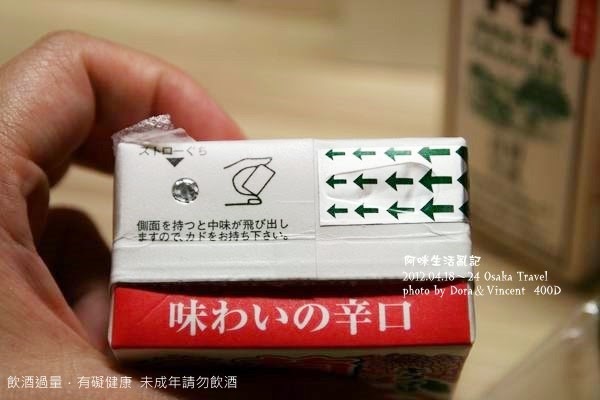 ストローぐち
側面を持つと中味が飛び出し
ますので、カドをお持ち下さい。
味わいの辛口
阿咪生活亂記
2012.04.18-24 Osaka Travel
photo by Dora & Vincent 400D
飲酒過量．有礙健康 未成年請勿飲酒